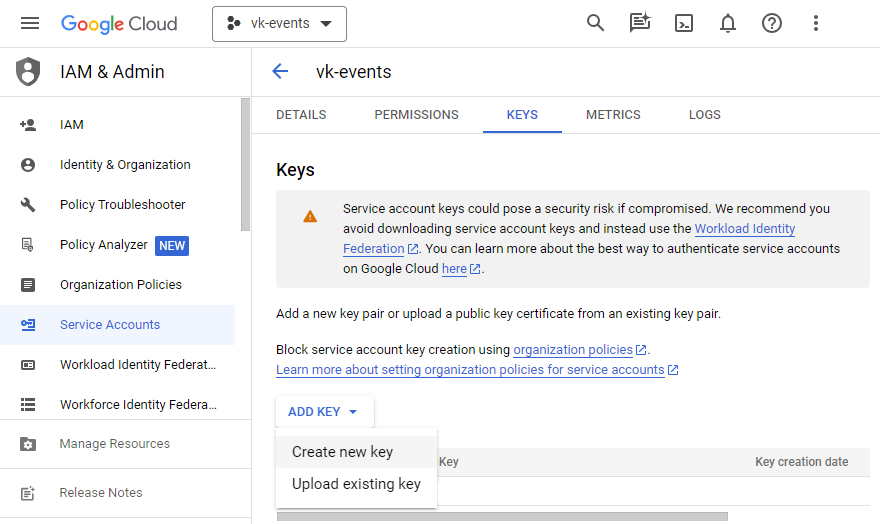 Google Cloud
vk-events
IAM & Admin
vk-events
IAM
Identity & Organization
Policy Troubleshooter
Policy Analyzer NEW
Organization Policies
Service Accounts
Workload Identity Federat...
Workforce Identity Federa...
Manage Resources
Release Notes
DETAILS PERMISSIONS KEYS METRICS LOGS
Keys
Service account keys could pose a security risk if compromised. We recommend you
avoid downloading service account keys and instead use the Workload Identity
Federation. You can learn more about the best way to authenticate service accounts
on Google Cloud here.
Add a new key pair or upload a public key certificate from an existing key pair.
Block service account key creation using organization policies.
Learn more about setting organization policies for service accounts
ADD KEY
Create new key
Upload existing key
Key Key creation date